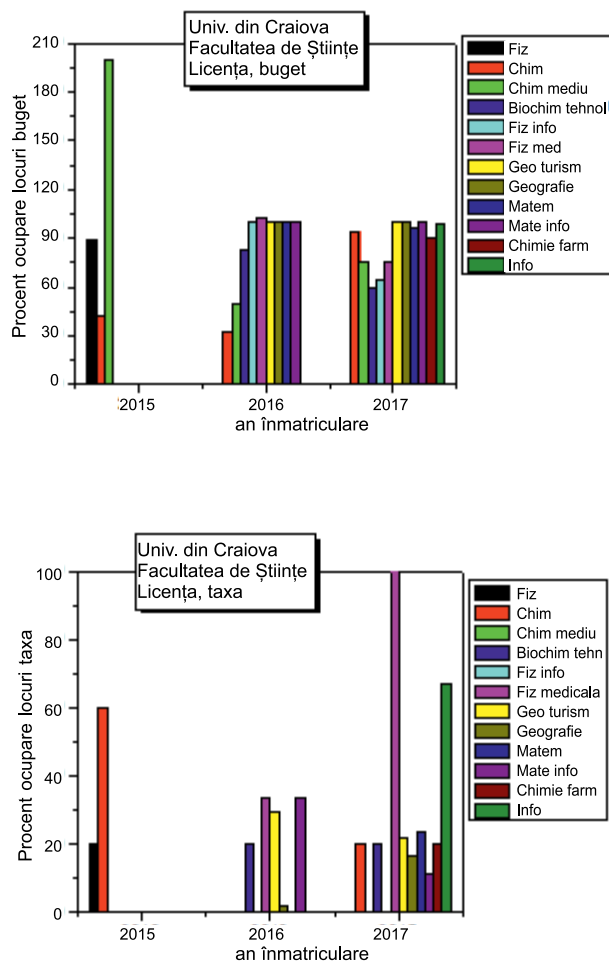 Univ. din Craiova
Facultatea de Științe
Licența, buget
Procent ocupare locuri buget
210
180
150
120
90
60
30
0
2015
2016
2017
an înmatriculare
Fiz
Chim
Chim mediu
Biochim tehnol
Fiz info
Fiz med
Geo turism
Geografie
Matem
Mate info
Chimie farm
Info
Univ. din Craiova
Facultatea de Științe
Licența, taxa
Procent ocupare locuri taxa
100
80
60
40
20
0
2015
2016
2017
an înmatriculare
Fiz
Chim
Chim mediu
Biochim tehn
Fiz info
Fiz medicala
Geo turism
Geografie
Matem
Mate info
Chimie farm
Info